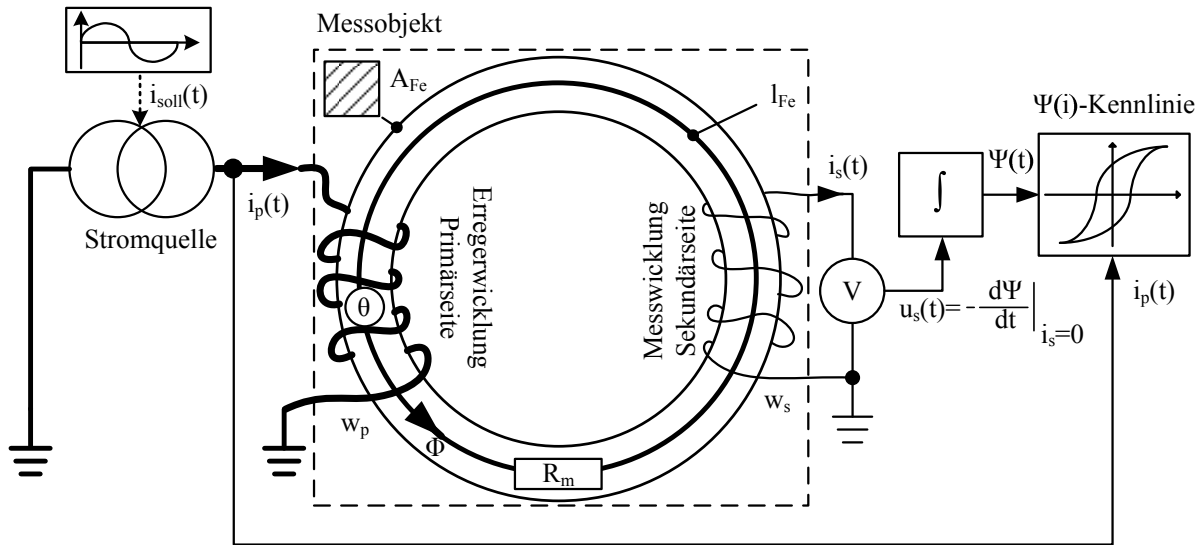 Messobjekt
i_soll(t)
A_Fe
l_Fe
Ψ(i)-Kennlinie
i_s(t)
Ψ(t)
∫
i_p(t)
Stromquelle
Erregerwicklung
Primärseite
Messwicklung
Sekundärseite
θ
V
u_s(t)=-dΨ/dt|i_s=0
i_p(t)
w_p
w_s
Φ
R_m